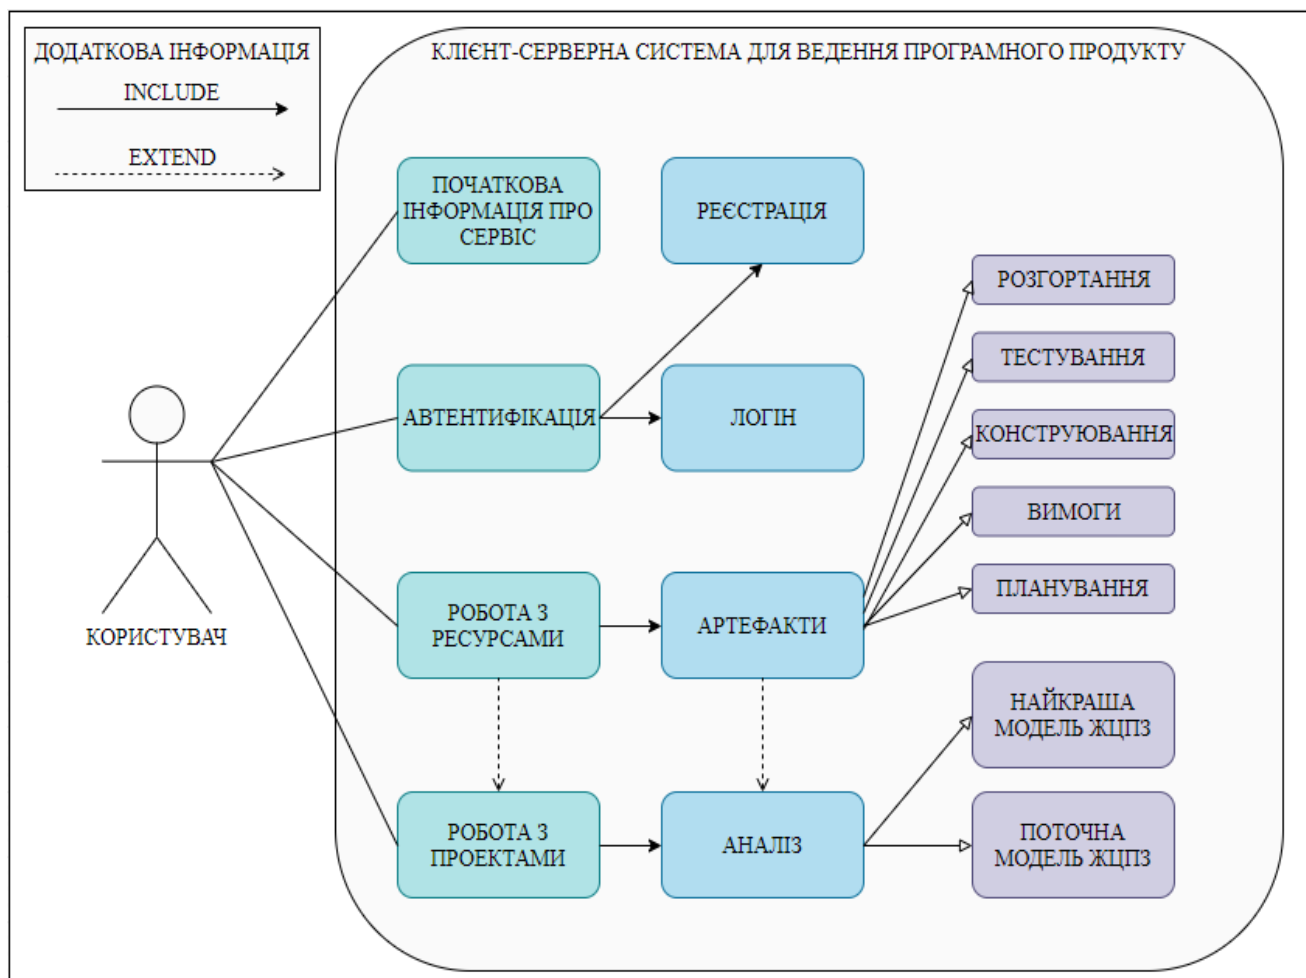 ДОДАТКОВА ІНФОРМАЦІЯ
INCLUDE
EXTEND
КЛІЄНТ-СЕРВЕРНА СИСТЕМА ДЛЯ ВЕДЕННЯ ПРОГРАМНОГО ПРОДУКТУ
ПОЧАТКОВА
ІНФОРМАЦІЯ ПРО
СЕРВІС
РЕЄСТРАЦІЯ
РОЗГОРТАННЯ
ТЕСТУВАННЯ
АВТЕНТИФІКАЦІЯ
ЛОГІН
КОНСТРУЮВАННЯ
ВИМОГИ
ПЛАНУВАННЯ
РОБОТА З
РЕСУРСАМИ
АРТЕФАКТИ
КОРИСТУВАЧ
НАЙКРАЩА
МОДЕЛЬ ЖЦПЗ
РОБОТА З
ПРОЕКТАМИ
АНАЛІЗ
ПОТОЧНА
МОДЕЛЬ ЖЦПЗ